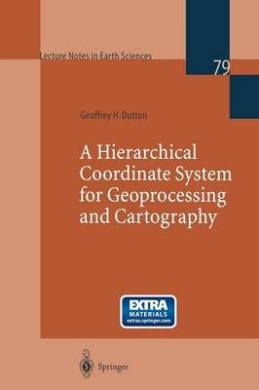 Lecture Notes in Earth Sciences
79
Geoffrey H. Dutton
A Hierarchical
Coordinate System
for Geoprocessing
and Cartography
EXTRA
MATERIALS
extras.springer.com
Springer